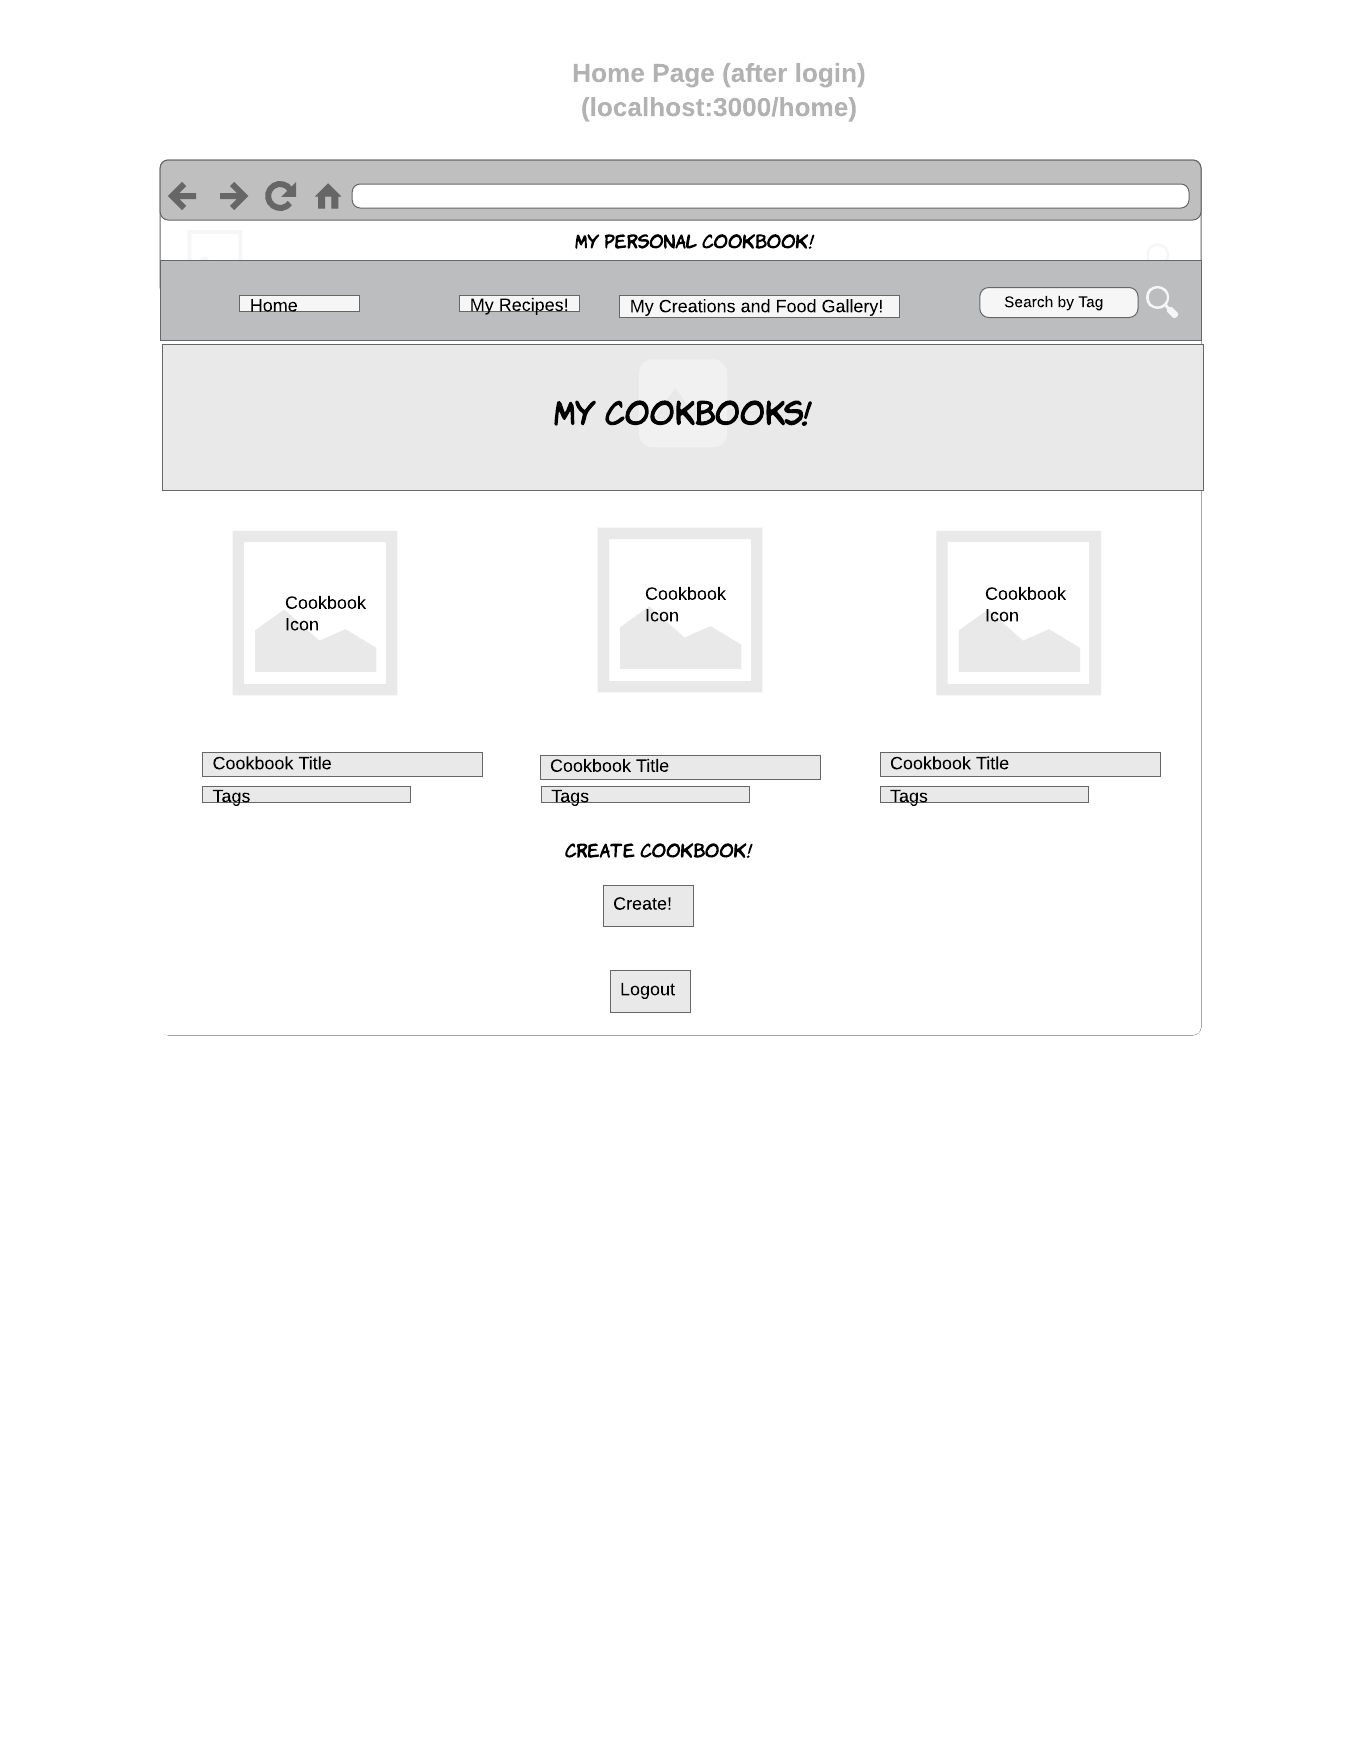 Home Page (after login)
(localhost:3000/home)
MY PERSONAL COOKBOOK!
Home
My Recipes!
My Creations and Food Gallery!
Search by Tag
MY COOKBOOKS!
Cookbook
Icon
Cookbook
Icon
Cookbook
Icon
Cookbook Title
Cookbook Title
Cookbook Title
Tags
Tags
Tags
CREATE COOKBOOK!
Create!
Logout